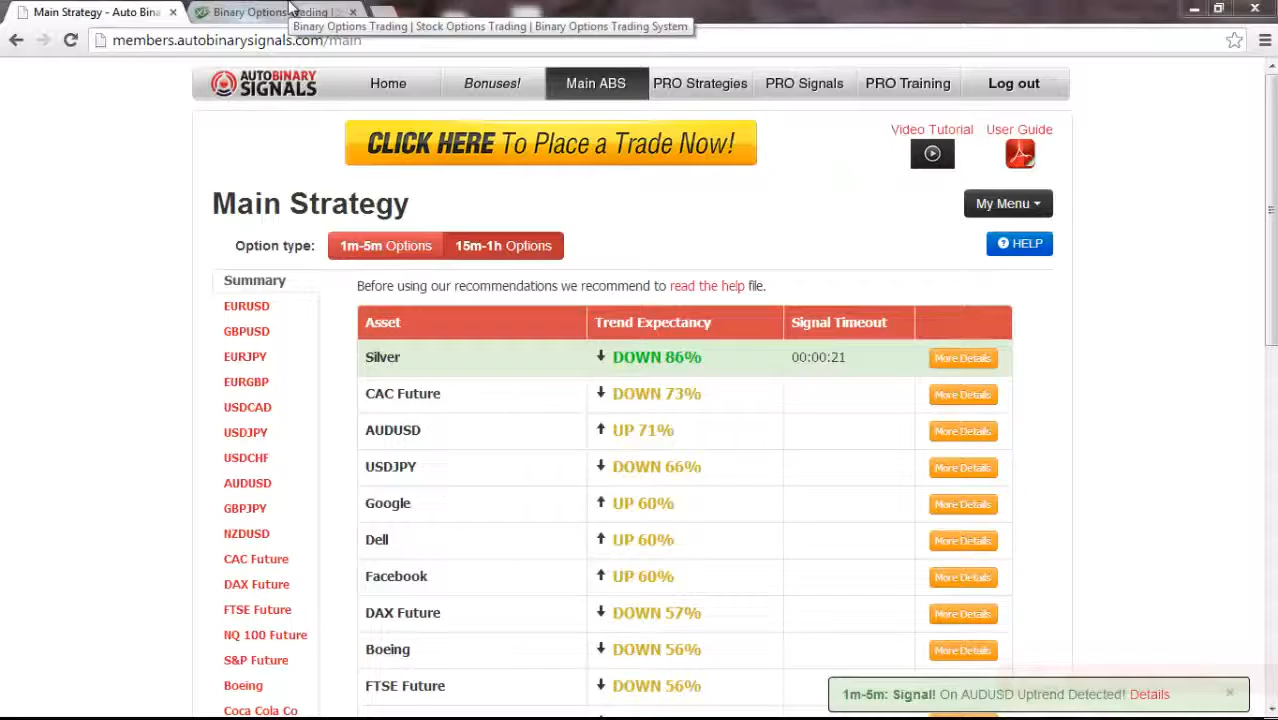 Main Strategy - Auto Bina
Binary Options Trading |
Binary Options Trading | Stock Options Trading | Binary Options Trading System
members.autobinarysignals.com/main
AUTOBINARY
SIGNALS
Home
Bonuses!
Main ABS
PRO Strategies
PRO Signals
PRO Training
Log out
CLICK HERE To Place a Trade Now!
Video Tutorial
User Guide
Main Strategy
My Menu
Option type:
1m-5m Options
15m-1h Options
HELP
Summary
EURUSD
GBPUSD
EURJPY
EURGBP
USDCAD
USDJPY
USDCHF
AUDUSD
GBPJPY
NZDUSD
CAC Future
DAX Future
FTSE Future
NQ 100 Future
S&P Future
Boeing
Coca Cola Co
Before using our recommendations we recommend to read the help file.
Asset Trend Expectancy Signal Timeout
Silver DOWN 86% 00:00:21 More Details
CAC Future DOWN 73% More Details
AUDUSD UP 71% More Details
USDJPY DOWN 66% More Details
Google UP 60% More Details
Dell UP 60% More Details
Facebook UP 60% More Details
DAX Future DOWN 57% More Details
Boeing DOWN 56% More Details
FTSE Future DOWN 56%
1m-5m: Signal! On AUDUSD Uptrend Detected! Details